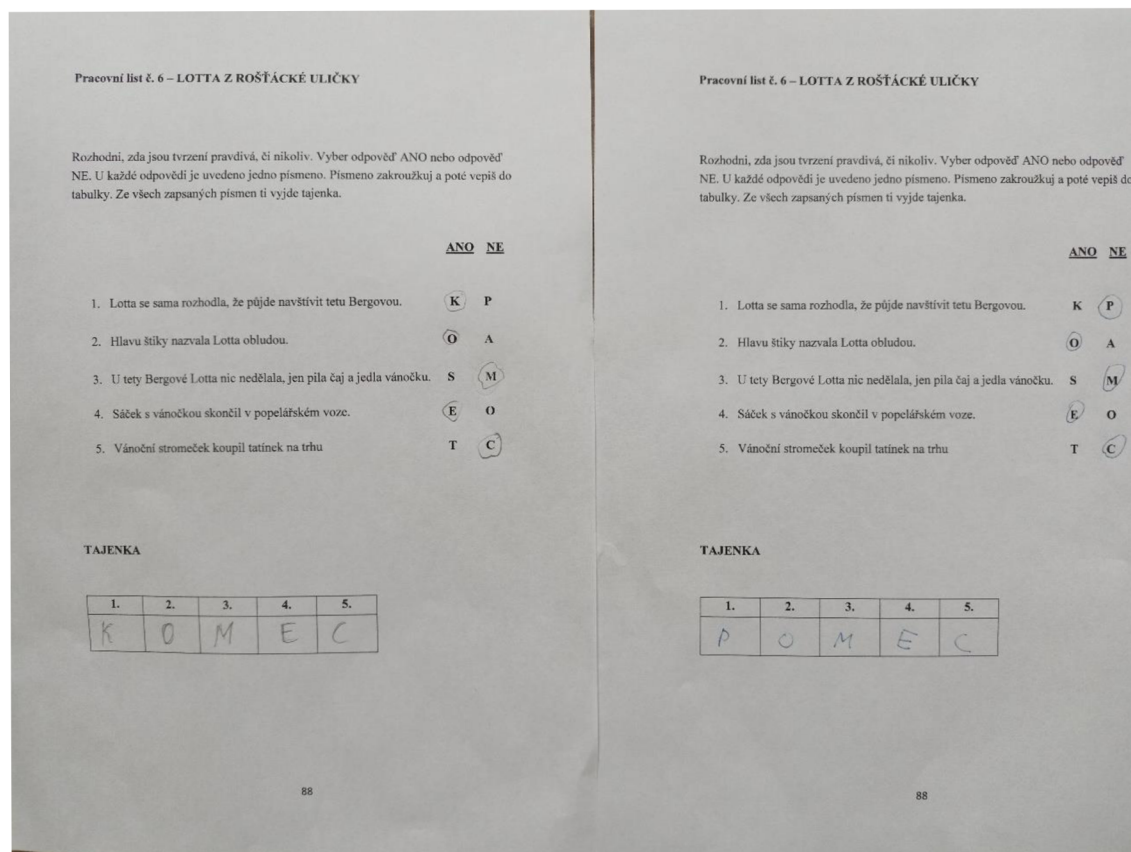 Pracovní list č. 6 – LOTTA Z ROŠŤÁCKÉ ULIČKY
Rozhodni, zda jsou tvrzení pravdivá, či nikoliv. Vyber odpověď ANO nebo odpověď
NE. U každé odpovědi je uvedeno jedno písmeno. Písmeno zakroužkuj a poté vepiš do
tabulky. Ze všech zapsaných písmen ti vyjde tajenka.
ANO NE
1. Lotta se sama rozhodla, že půjde navštívit tetu Bergovou. K P
2. Hlavu štiky nazvala Lotta obludou. O A
3. U tety Bergové Lotta nic nedělala, jen pila čaj a jedla vánočku. S M
4. Sáček s vánočkou skončil v popelářském voze. E O
5. Vánoční stromeček koupil tatínek na trhu T C
TAJENKA
1. 2. 3. 4. 5.
K O M E C
88
Pracovní list č. 6 – LOTTA Z ROŠŤÁCKÉ ULIČKY
Rozhodni, zda jsou tvrzení pravdivá, či nikoliv. Vyber odpověď ANO nebo odpověď
NE. U každé odpovědi je uvedeno jedno písmeno. Písmeno zakroužkuj a poté vepiš do
tabulky. Ze všech zapsaných písmen ti vyjde tajenka.
ANO NE
1. Lotta se sama rozhodla, že půjde navštívit tetu Bergovou. K P
2. Hlavu štiky nazvala Lotta obludou. O A
3. U tety Bergové Lotta nic nedělala, jen pila čaj a jedla vánočku. S M
4. Sáček s vánočkou skončil v popelářském voze. E O
5. Vánoční stromeček koupil tatínek na trhu T C
TAJENKA
1. 2. 3. 4. 5.
P O M E C
88